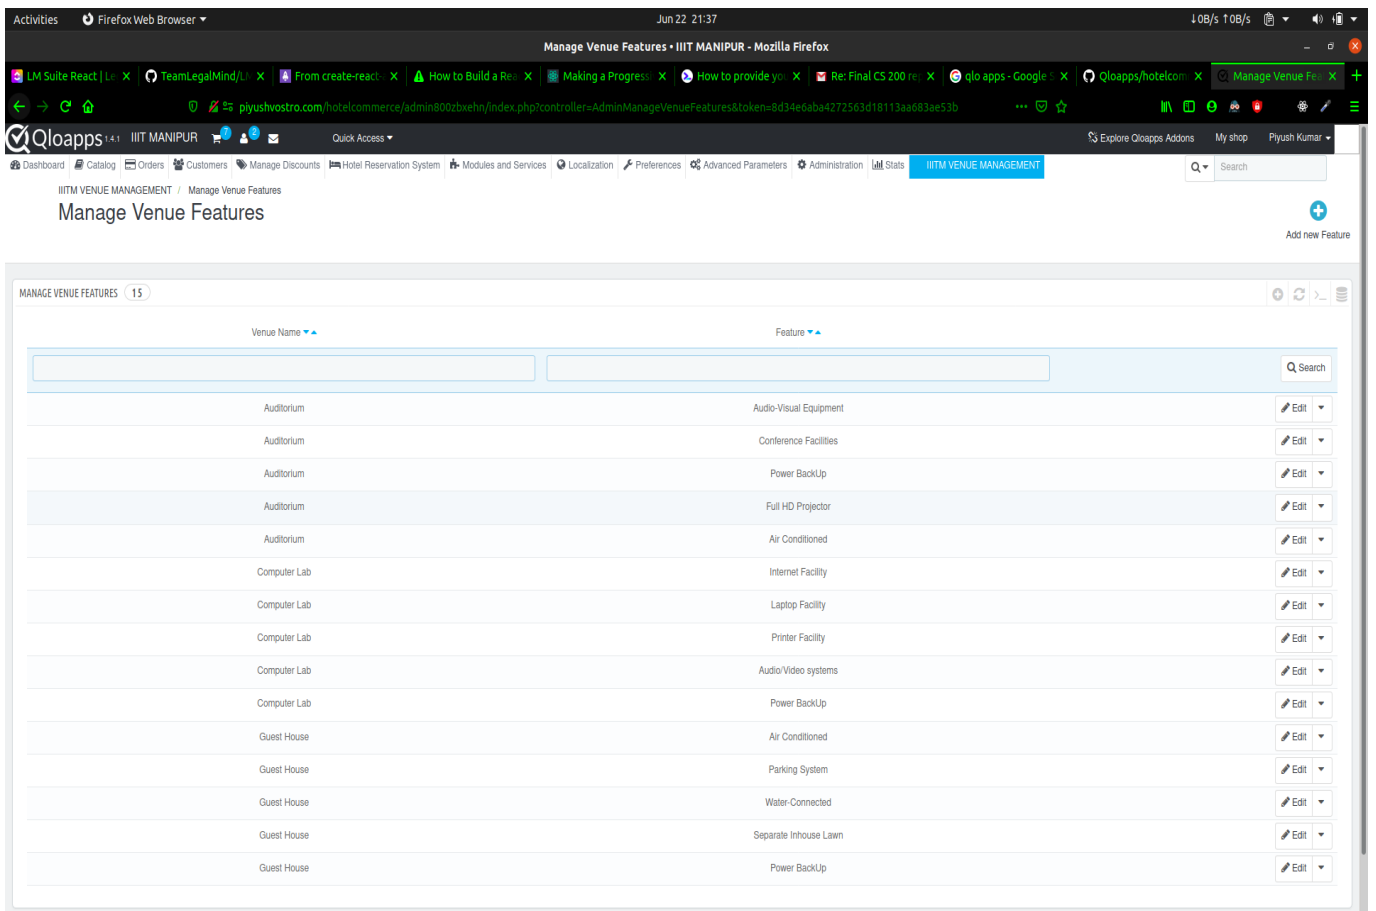 Activities Firefox Web Browser Jun 22 21:37 ↓0B/s ↑0B/s
Manage Venue Features • IIIT MANIPUR - Mozilla Firefox
LM Suite React | Le X TeamLegalMind/L X From create-react- X How to Build a Rea X Making a Progress X How to provide yo X Re: Final CS 200 re X qlo apps - Google S X Qloapps/hotelcom X Manage Venue Fea X +
piyushvostro.com/hotelcommerce/admin800zbxehn/index.php?controller=AdminManageVenueFeatures&token=8d34e6aba4272563d18113aa683ae53b
Qloapps 1.4.1 IIIT MANIPUR 7 2 Quick Access Explore Qloapps Addons My shop Piyush Kumar
Dashboard Catalog Orders Customers Manage Discounts Hotel Reservation System Modules and Services Localization Preferences Advanced Parameters Administration Stats IIITM VENUE MANAGEMENT Search
IIITM VENUE MANAGEMENT / Manage Venue Features
Manage Venue Features
Add new Feature
MANAGE VENUE FEATURES 15
Venue Name Feature
Search
Auditorium Audio-Visual Equipment Edit
Auditorium Conference Facilities Edit
Auditorium Power BackUp Edit
Auditorium Full HD Projector Edit
Auditorium Air Conditioned Edit
Computer Lab Internet Facility Edit
Computer Lab Laptop Facility Edit
Computer Lab Printer Facility Edit
Computer Lab Audio/Video systems Edit
Computer Lab Power BackUp Edit
Guest House Air Conditioned Edit
Guest House Parking System Edit
Guest House Water-Connected Edit
Guest House Separate Inhouse Lawn Edit
Guest House Power BackUp Edit